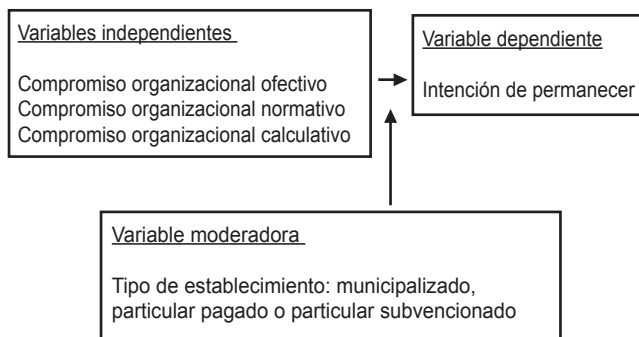 Variables independientes
Compromiso organizacional ofectivo
Compromiso organizacional normativo
Compromiso organizacional calculativo
Variable dependiente
Intención de permanecer
Variable moderadora
Tipo de establecimiento: municipalizado,
particular pagado o particular subvencionado